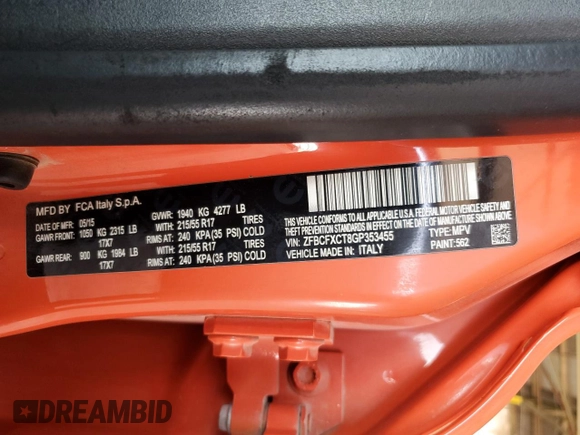 MFD BY FCA Italy S.p.A.
DATE OF MFR: 05/15 GVWR: 1940 KG 4277 LB
GAWR FRONT: 1050 KG 2315 LB WITH: 215/55 R17 TIRES
17X7 RIMS AT: 240 KPA(35 PSI) COLD
GAWR REAR: 900 KG 1984 LB WITH: 215/55 R17 TIRES
17X7 RIMS AT: 240 KPA(35 PSI) COLD
THIS VEHICLE CONFORMS TO ALL APPLICABLE U.S.A. FEDERAL MOTOR VEHICLE SAFETY
AND THEFT PREVENTION STANDARDS IN EFFECT ON THE DATE OF MANUFACTURE SHOWN ABOVE
VIN: ZFBCFXCT8GP353455 TYPE: MPV
VEHICLE MADE IN: ITALY PAINT: 562
DREAMBID